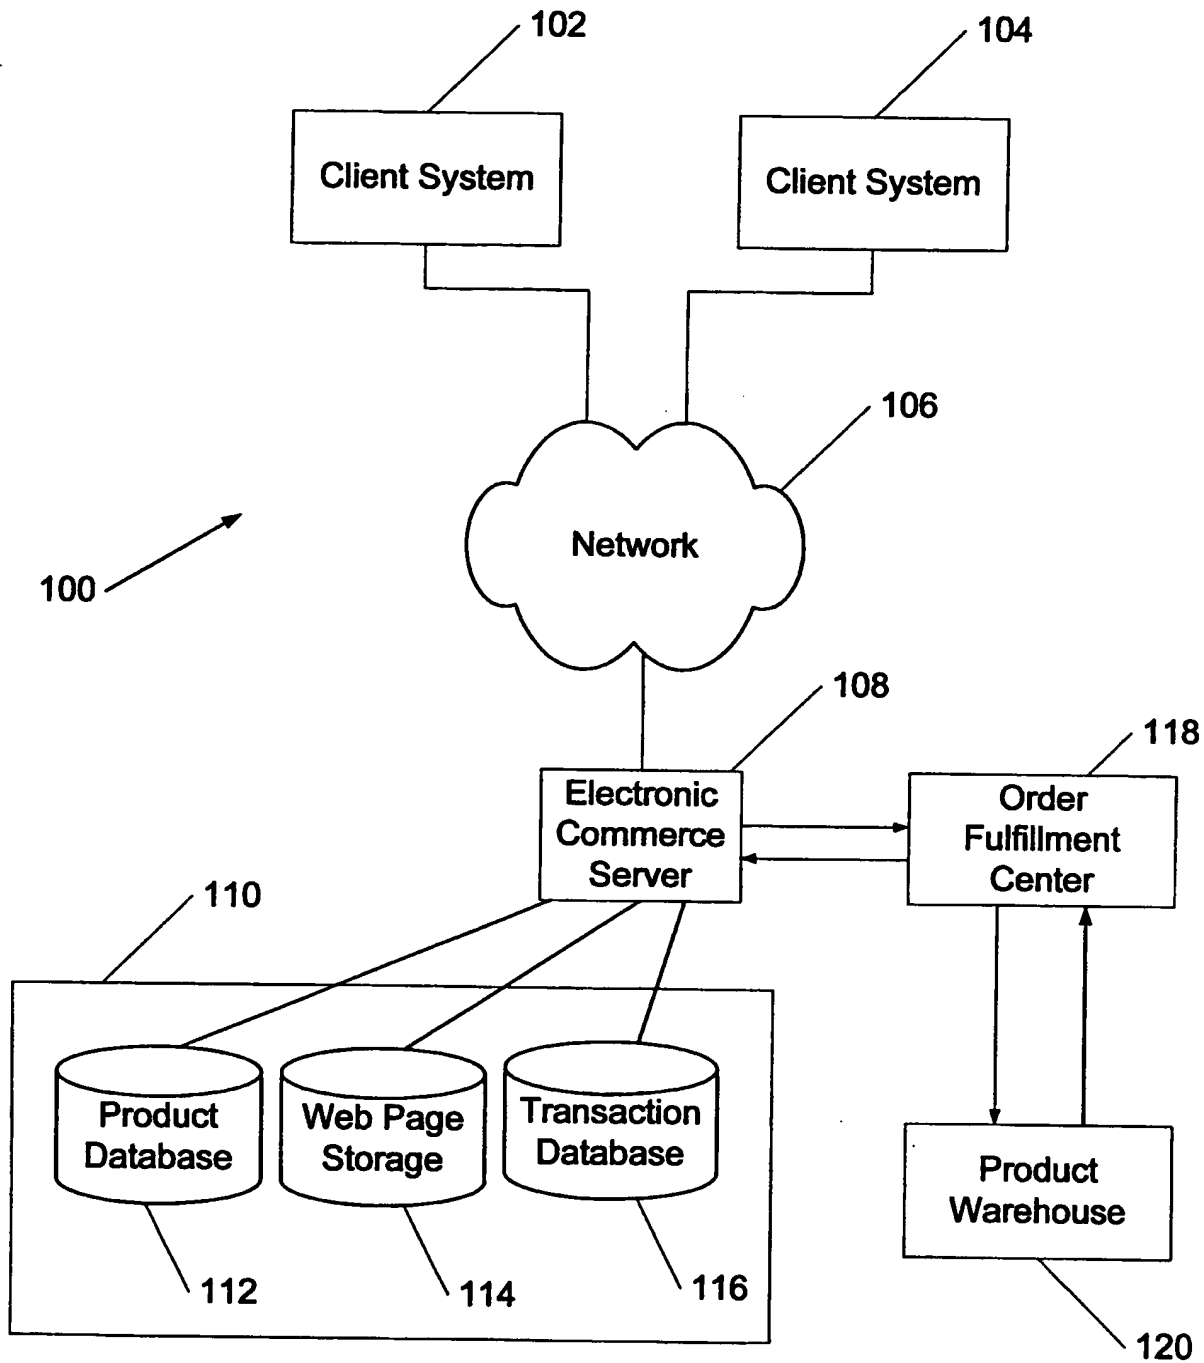 102
104
Client System
Client System
106
Network
100
108
118
Electronic
Commerce
Server
Order
Fulfillment
Center
110
Product
Database
Web Page
Storage
Transaction
Database
Product
Warehouse
112
114
116
120